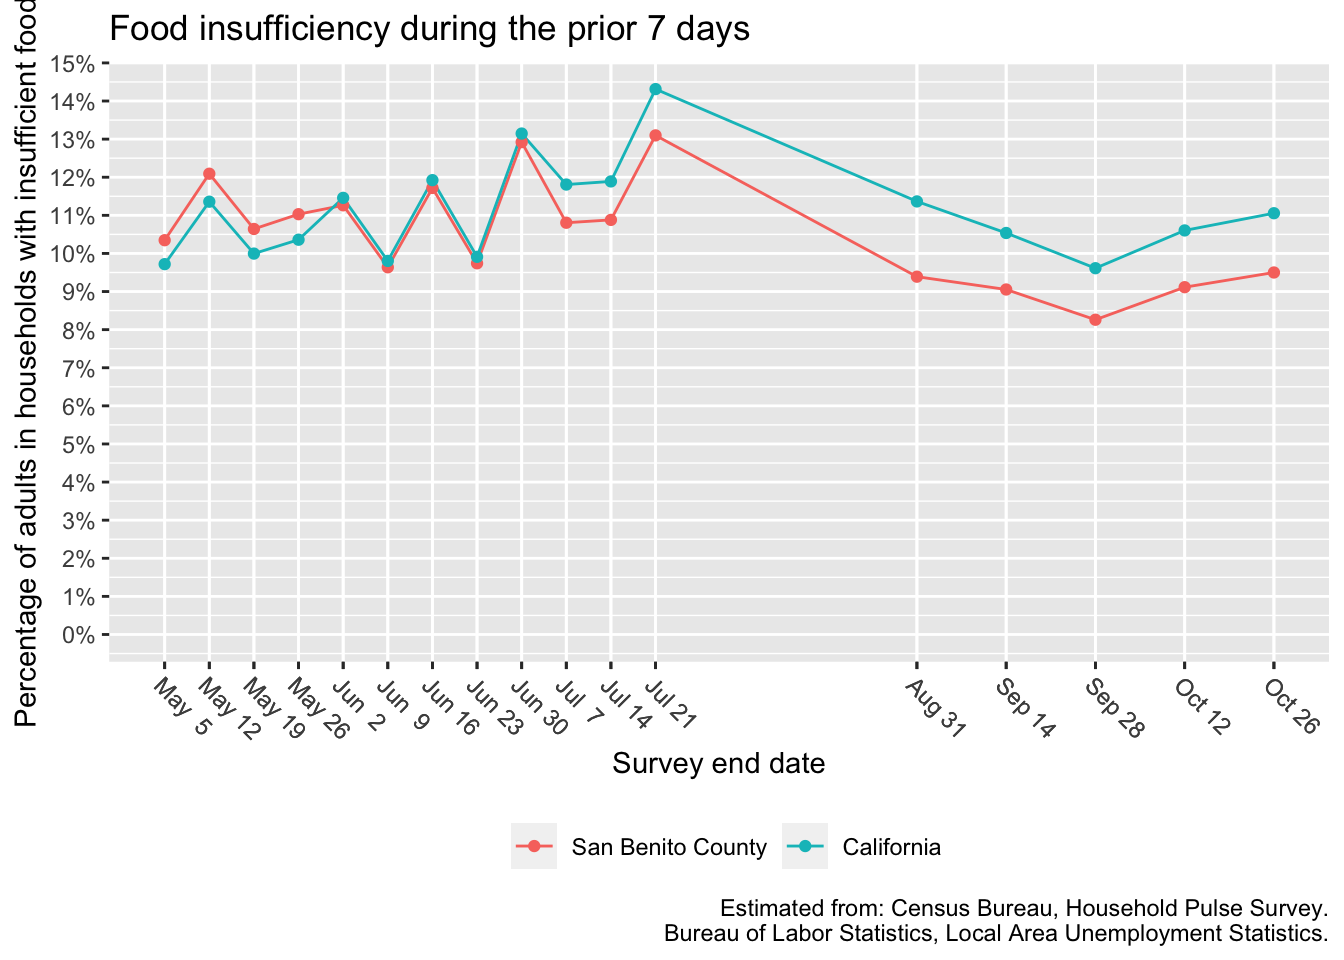 Food insufficiency during the prior 7 days
Percentage of adults in households with insufficient food
15%
14%
13%
12%
11%
10%
9%
8%
7%
6%
5%
4%
3%
2%
1%
0%
May 5
May 12
May 19
May 26
Jun 2
Jun 9
Jun 16
Jun 23
Jun 30
Jul 7
Jul 14
Jul 21
Aug 31
Sep 14
Sep 28
Oct 12
Oct 26
Survey end date
San Benito County
California
Estimated from: Census Bureau, Household Pulse Survey.
Bureau of Labor Statistics, Local Area Unemployment Statistics.